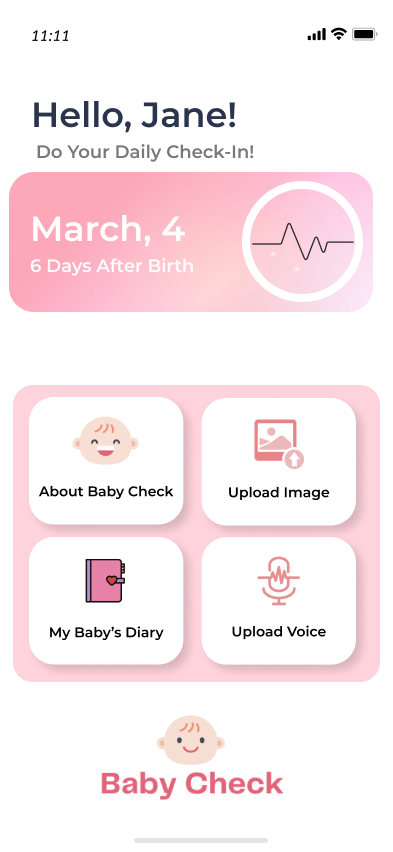 11:11
Hello, Jane!
Do Your Daily Check-In!
March, 4
6 Days After Birth
About Baby Check
Upload Image
My Baby's Diary
Upload Voice
Baby Check